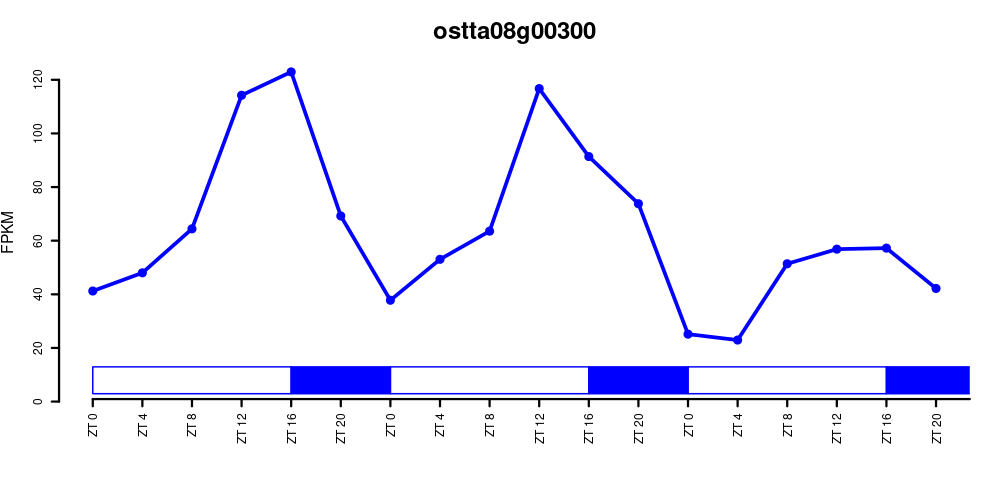 ostta08g00300
FPKM
120
100
80
60
40
20
0
ZT 0
ZT 4
ZT 8
ZT 12
ZT 16
ZT 20
ZT 0
ZT 4
ZT 8
ZT 12
ZT 16
ZT 20
ZT 0
ZT 4
ZT 8
ZT 12
ZT 16
ZT 20